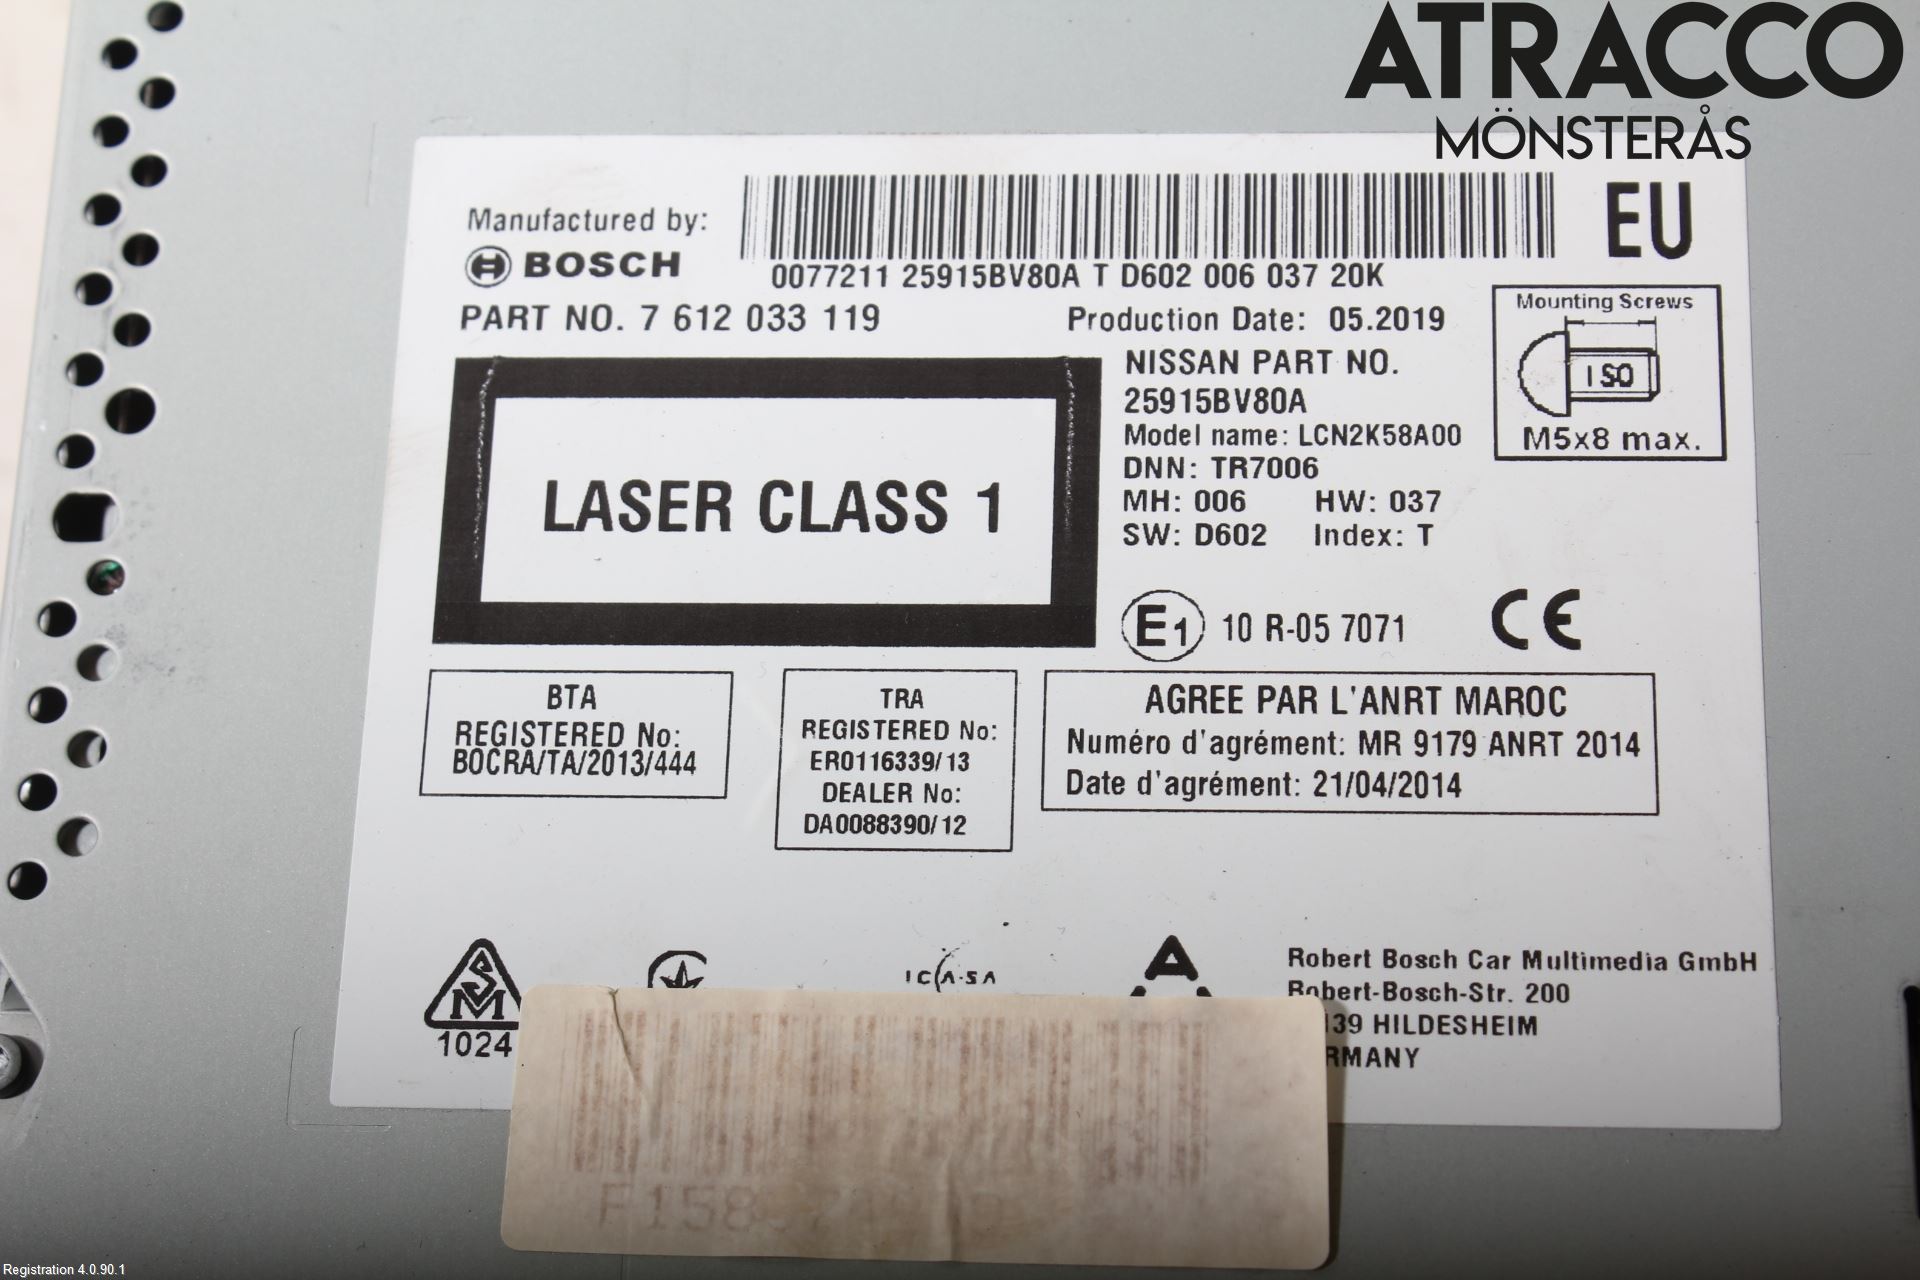 ATRACCO
MÖNSTERÅS
Manufactured by:
BOSCH
EU
0077211 25915BV80A T D602 006 037 20K
PART NO. 7 612 033 119
Production Date: 05.2019
Mounting Screws
ISO
M5x8 max.
NISSAN PART NO.
25915BV80A
Model name: LCN2K58A00
DNN: TR7006
MH: 006 HW: 037
SW: D602 Index: T
LASER CLASS 1
E1 10 R-05 7071 CE
BTA
REGISTERED No:
BOCRA/TA/2013/444
TRA
REGISTERED No:
ER0116339/13
DEALER No:
DA0088390/12
AGREE PAR L'ANRT MAROC
Numéro d'agrément: MR 9179 ANRT 2014
Date d'agrément: 21/04/2014
SM
1024
ICASA
Robert Bosch Car Multimedia GmbH
Robert-Bosch-Str. 200
HILDESHEIM
Registration 4.0.90.1